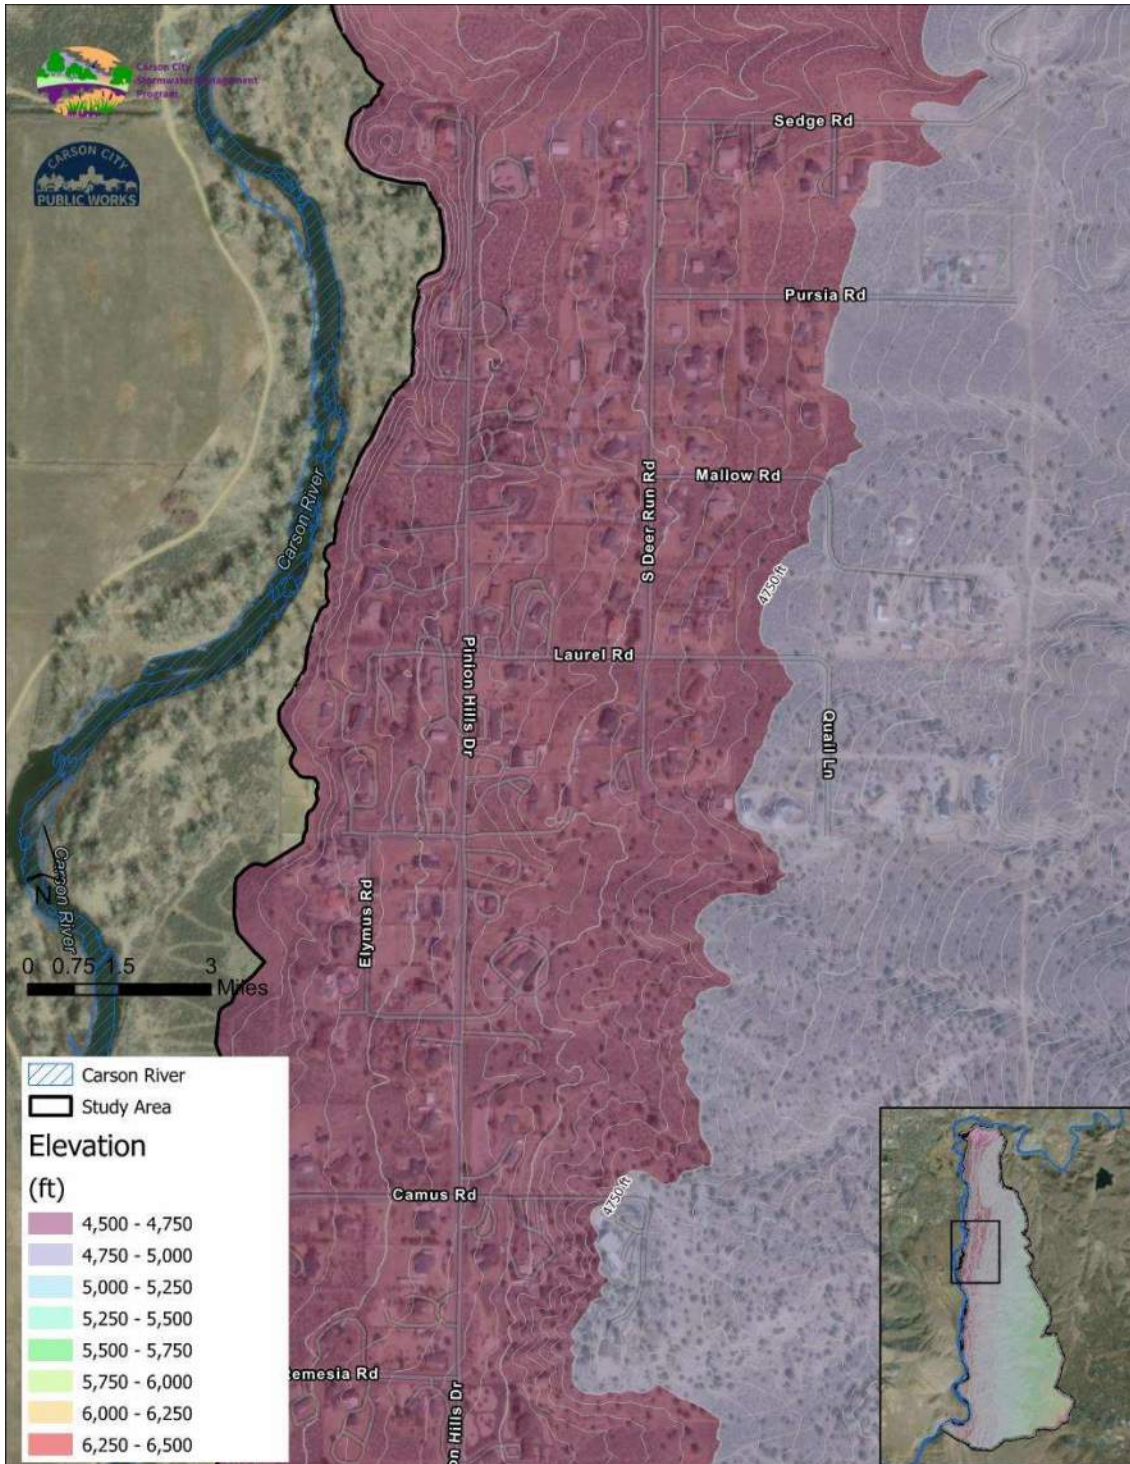 Carson City
Stormwater Management
Program
CARSON CITY
PUBLIC WORKS
Sedge Rd
Pursia Rd
Mallow Rd
S Deer Run Rd
Carson River
4750 ft
Laurel Rd
Pinion Hills Dr
Quail Ln
Carson River
N
Elymus Rd
0 0.75 1.5 3
Miles
4750 ft
Camus Rd
Remesia Rd
on Hills Dr
Carson River
Study Area
Elevation
(ft)
4,500 - 4,750
4,750 - 5,000
5,000 - 5,250
5,250 - 5,500
5,500 - 5,750
5,750 - 6,000
6,000 - 6,250
6,250 - 6,500